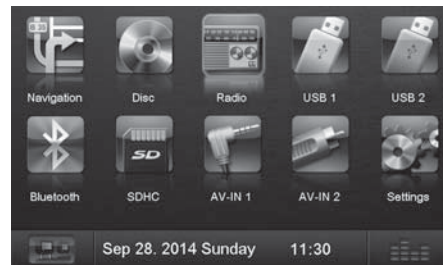 Navigation Disc Radio USB 1 USB 2
SD
Bluetooth SDHC AV-IN 1 AV-IN 2 Settings
Sep 28. 2014 Sunday 11:30